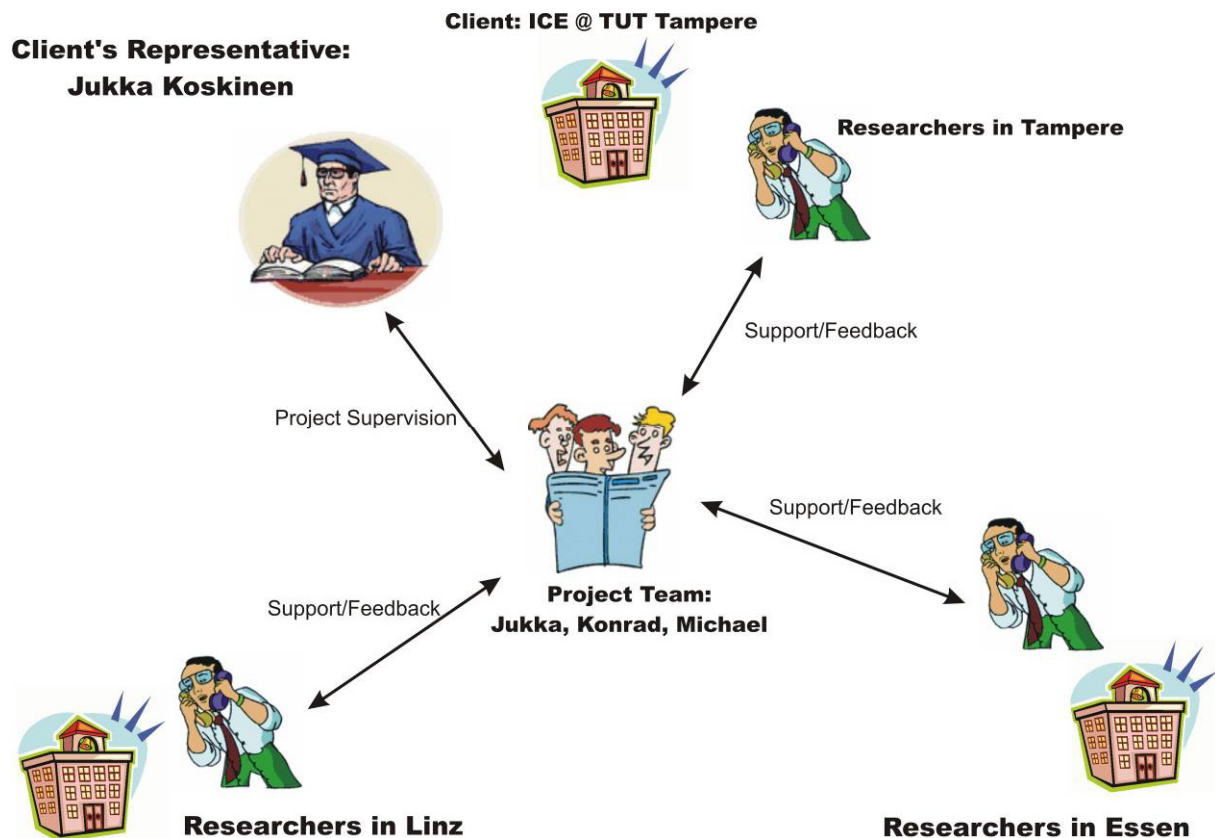 Client: ICE @ TUT Tampere
Client's Representative:
Jukka Koskinen
Researchers in Tampere
Support/Feedback
Project Supervision
Support/Feedback
Support/Feedback
Project Team:
Jukka, Konrad, Michael
Researchers in Linz
Researchers in Essen